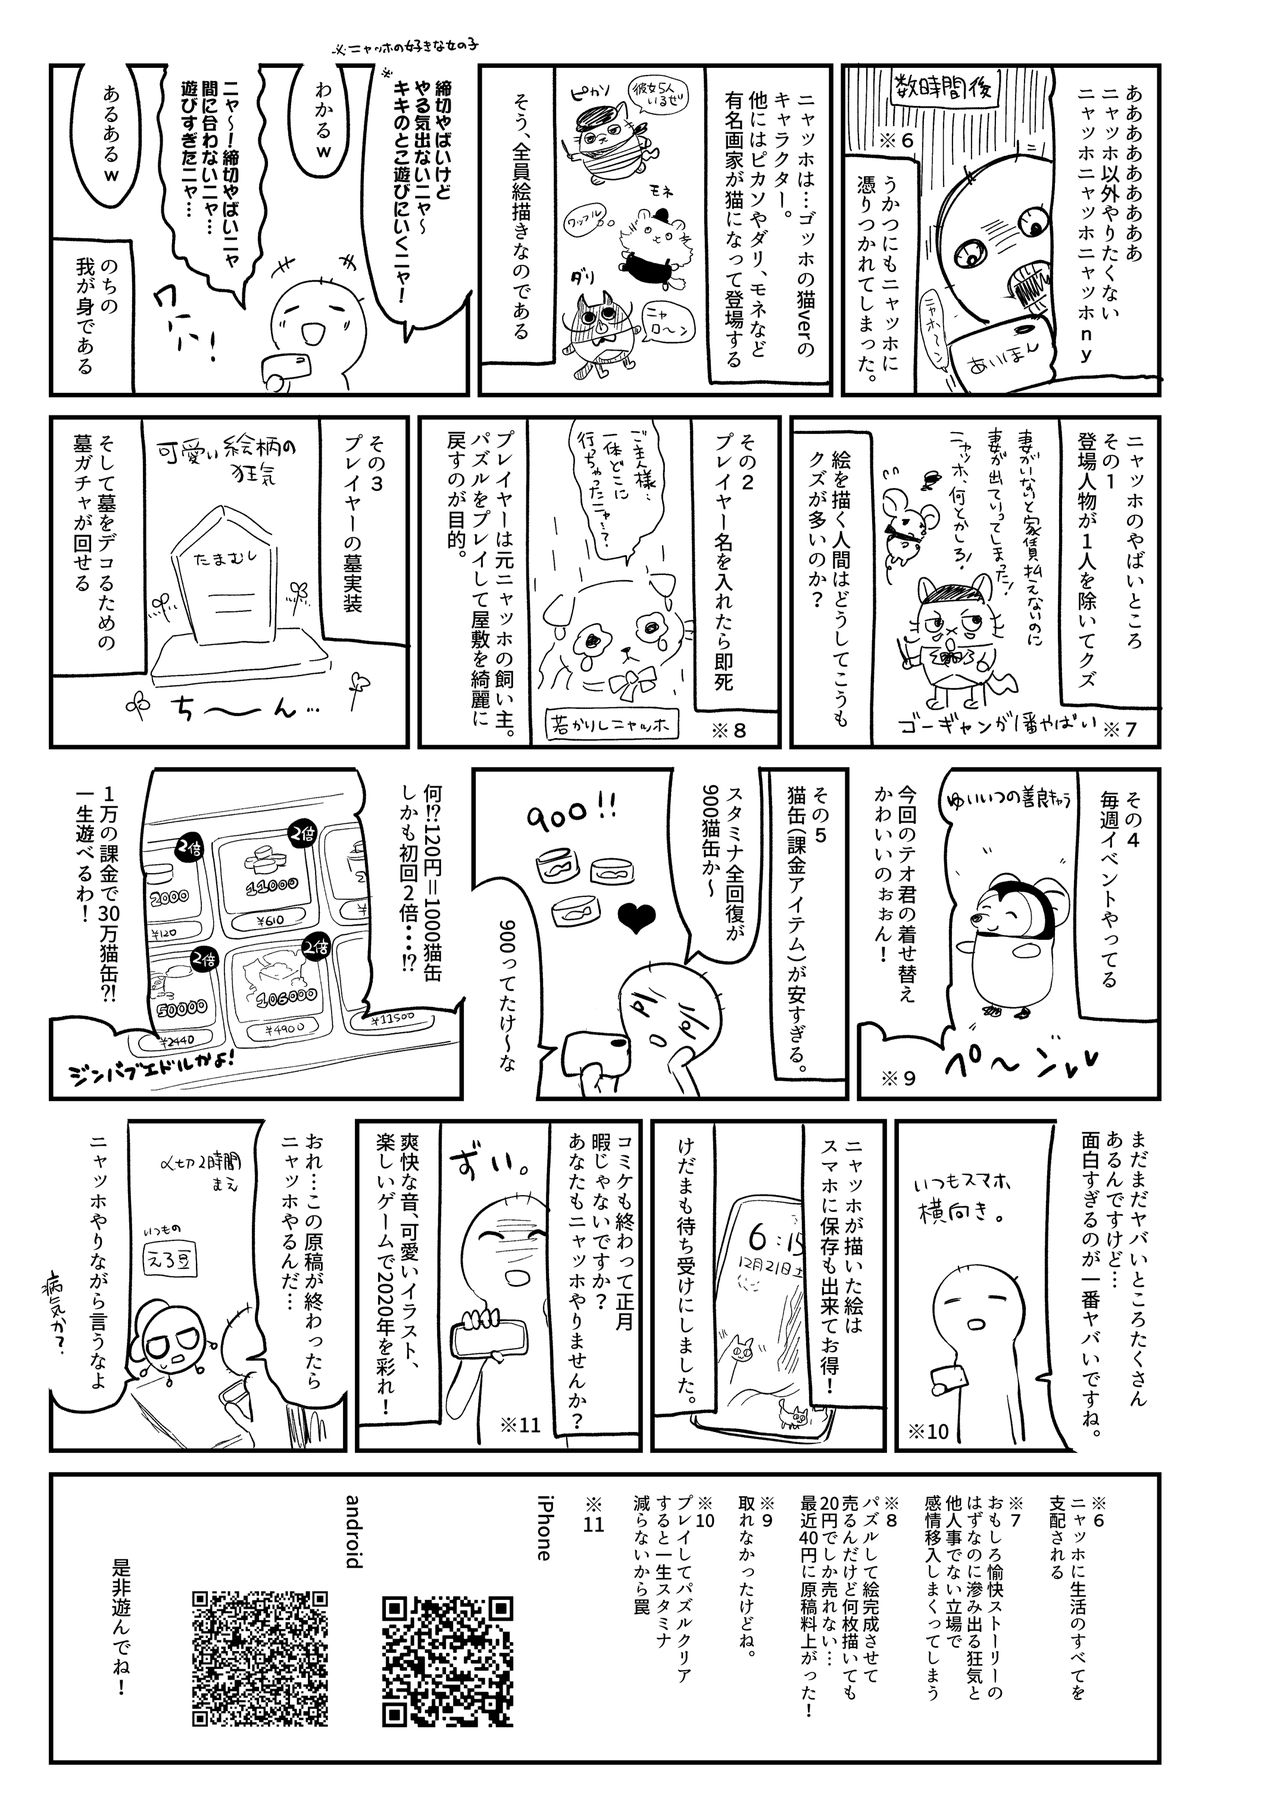 数時間後
ああああああああ
ニャッホ以外やりたくない
ニャッホニャッホニャッホny
※6
うかつにもニャッホに
憑りつかれてしまった。
ニャホ〜ン
あいほん
ニャッホは…ゴッホの猫verの
キャラクター。
他にはピカソやダリ、モネなど
有名画家が猫になって登場する
ピカソ
彼女5人
いるぜ
モネ
ワッフル
ダリ
ニャ
ロ〜ン
そう、全員絵描きなのである
※ニャッホの好きな女の子
※
締切やばいけど
やる気出ないニャ〜
キキのとこ遊びにいくニャ！
わかるw
ニャ〜！締切やばいニャ
間に合わないニャ…
遊びすぎたニャ…
あるあるw
のちの
我が身である
ニャッホのやばいところ
その1
登場人物が1人を除いてクズ
妻がいないと家賃払えないのに
妻が出ていってしまった!
ニャッホ、何とかしろ!
絵を描く人間はどうしてこうも
クズが多いのか？
ゴーギャンが1番やばい
※7
その2
プレイヤー名を入れたら即死
ご主人様…
一体どこに
行っちゃったニャ…?
若かりしニャッホ
※8
プレイヤーは元ニャッホの飼い主。
パズルをプレイして屋敷を綺麗に
戻すのが目的。
その3
プレイヤーの墓実装
可愛い絵柄の
狂気
たまむし
ち〜ん…
そして墓をデコるための
墓ガチャが回せる
その4
毎週イベントやってる
ゆいいつの善良キャラ
今回のテオ君の着せ替え
かわいいのぉぉん！
ペ〜ジ
※9
その5
猫缶(課金アイテム)が安すぎる。
スタミナ全回復が
900猫缶か〜
900!!
900ってたけ〜な
何⁉120円＝1000猫缶
しかも初回2倍・・・⁉
2倍
2000
¥120
2倍
11000
¥610
2倍
50000
¥2440
2倍
106000
¥4900
¥11500
1万の課金で30万猫缶⁈
一生遊べるわ！
ジンバブエドルかよ!
まだまだヤバいところたくさん
あるんですけど…
面白すぎるのが一番ヤバいですね。
いつもスマホ、
横向き。
※10
ニャッホが描いた絵は
スマホに保存も出来てお得！
6:15
12月21日土
けだまも待ち受けにしました。
コミケも終わって正月
暇じゃないですか？
あなたもニャッホやりませんか？
ずい。
爽快な音、可愛いイラスト、
楽しいゲームで2020年を彩れ！
※11
おれ…この原稿が終わったら
ニャッホやるんだ…
〆切2時間
まえ
いつもの
えろ豆
ニャッホやりながら言うなよ
病気か?
※6
ニャッホに生活のすべてを
支配される
※7
おもしろ愉快ストーリーの
はずなのに滲み出る狂気と
他人事でない立場で
感情移入しまくってしまう
※8
パズルして絵完成させて
売るんだけど何枚描いても
20円でしか売れない…
最近40円に原稿料上がった！
※9
取れなかったけどね。
※10
プレイしてパズルクリア
すると一生スタミナ
減らないから罠
※11
iPhone
android
是非遊んでね！